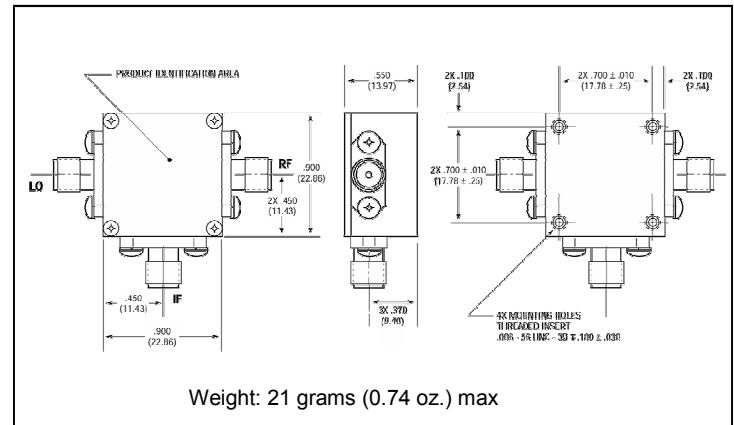 PRODUCT IDENTIFICATION AREA
LO
RF
IF
.900
(22.86)
2X .450
(11.43)
.450
(11.43)
.900
(22.86)
.550
(13.97)
3X .370
(9.40)
2X .100
(2.54)
2X .700 ± .010
(17.78 ± .25)
2X .100
(2.54)
2X .700 ± .010
(17.78 ± .25)
4X MOUNTING HOLES
THREADED INSERT
Weight: 21 grams (0.74 oz.) max